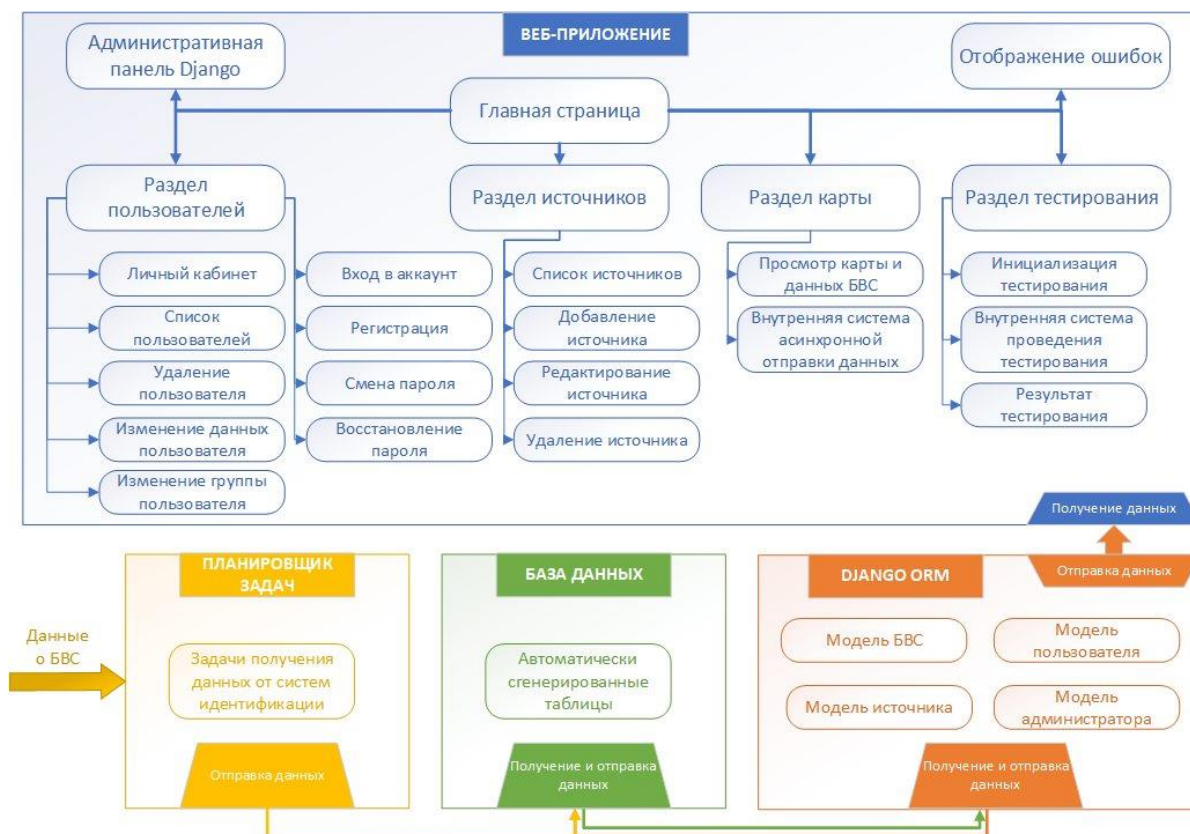 ВЕБ-ПРИЛОЖЕНИЕ
Административная
панель Django
Отображение ошибок
Главная страница
Раздел
пользователей
Раздел источников
Раздел карты
Раздел тестирования
Личный кабинет
Список
пользователей
Удаление
пользователя
Изменение данных
пользователя
Изменение группы
пользователя
Вход в аккаунт
Регистрация
Смена пароля
Восстановление
пароля
Список источников
Добавление
источника
Редактирование
источника
Удаление источника
Просмотр карты и
данных БВС
Внутренняя система
асинхронной
отправки данных
Инициализация
тестирования
Внутренняя система
проведения
тестирования
Результат
тестирования
Получение данных
Данные
о БВС
ПЛАНИРОВЩИК
ЗАДАЧ
Задачи получения
данных от систем
идентификации
Отправка данных
БАЗА ДАННЫХ
Автоматически
сгенерированные
таблицы
Получение и отправка
данных
DJANGO ORM
Отправка данных
Модель БВС
Модель
пользователя
Модель источника
Модель
администратора
Получение и отправка
данных